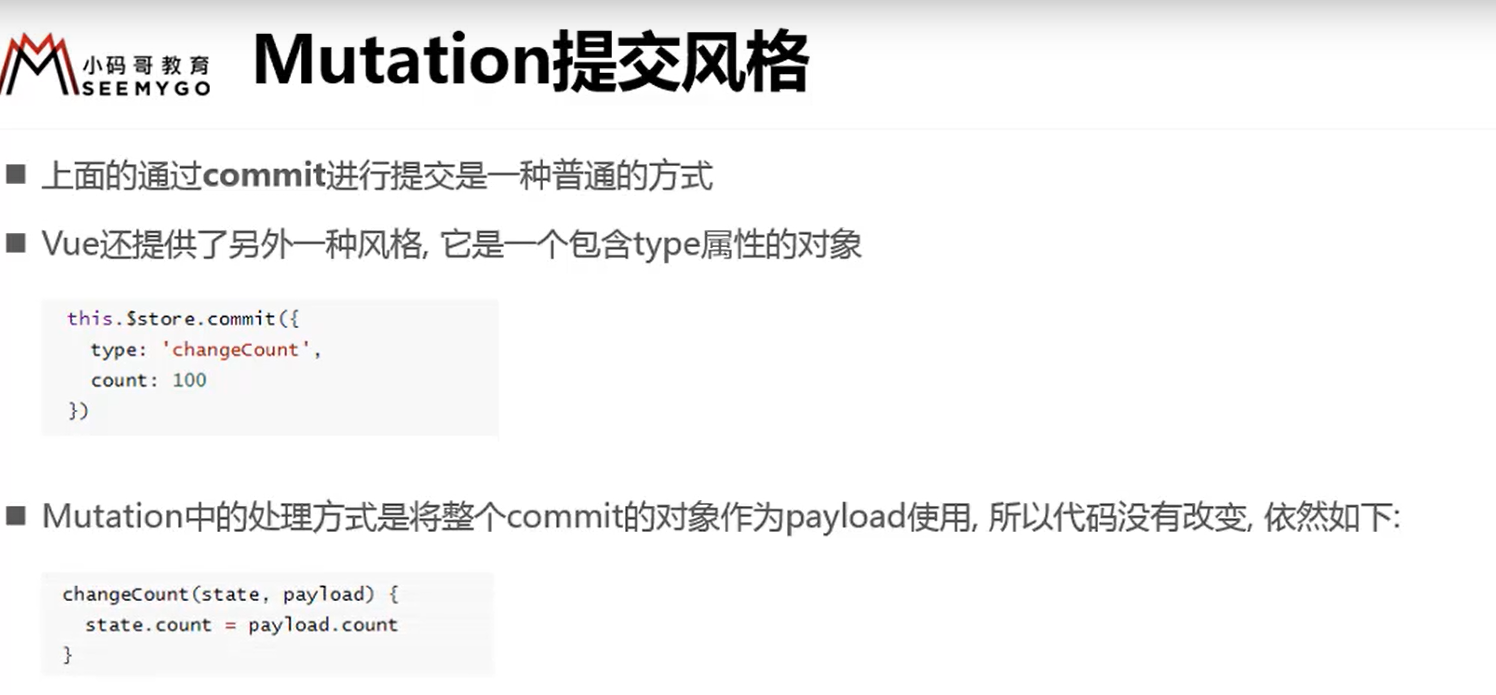 小码哥教育
SEEMYGO
Mutation提交风格
上面的通过commit进行提交是一种普通的方式
Vue还提供了另外一种风格, 它是一个包含type属性的对象
this.$store.commit({
  type: 'changeCount',
  count: 100
})
Mutation中的处理方式是将整个commit的对象作为payload使用, 所以代码没有改变, 依然如下:
changeCount(state, payload) {
  state.count = payload.count
}